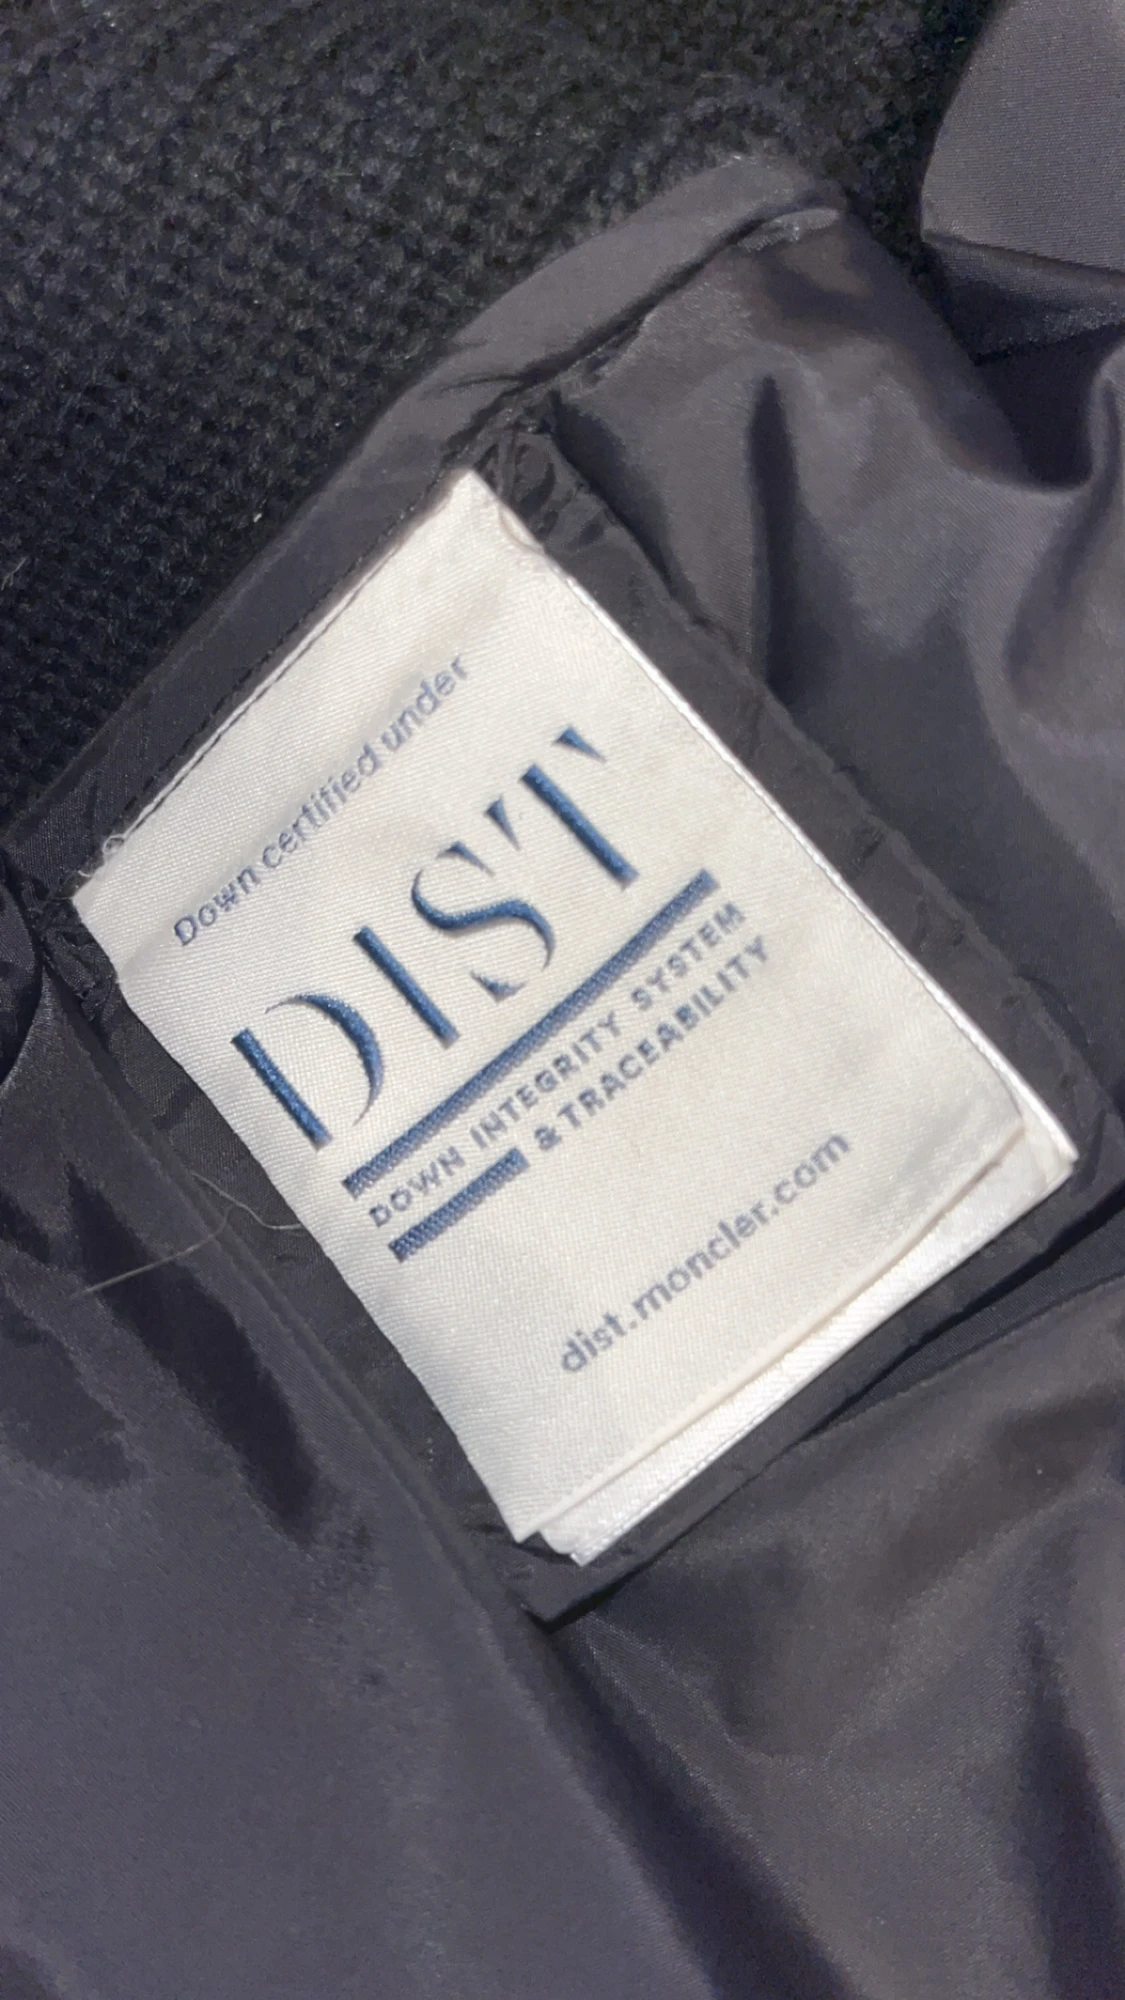 Down certified under
DIST
DOWN INTEGRITY SYSTEM
& TRACEABILITY
dist.moncler.com